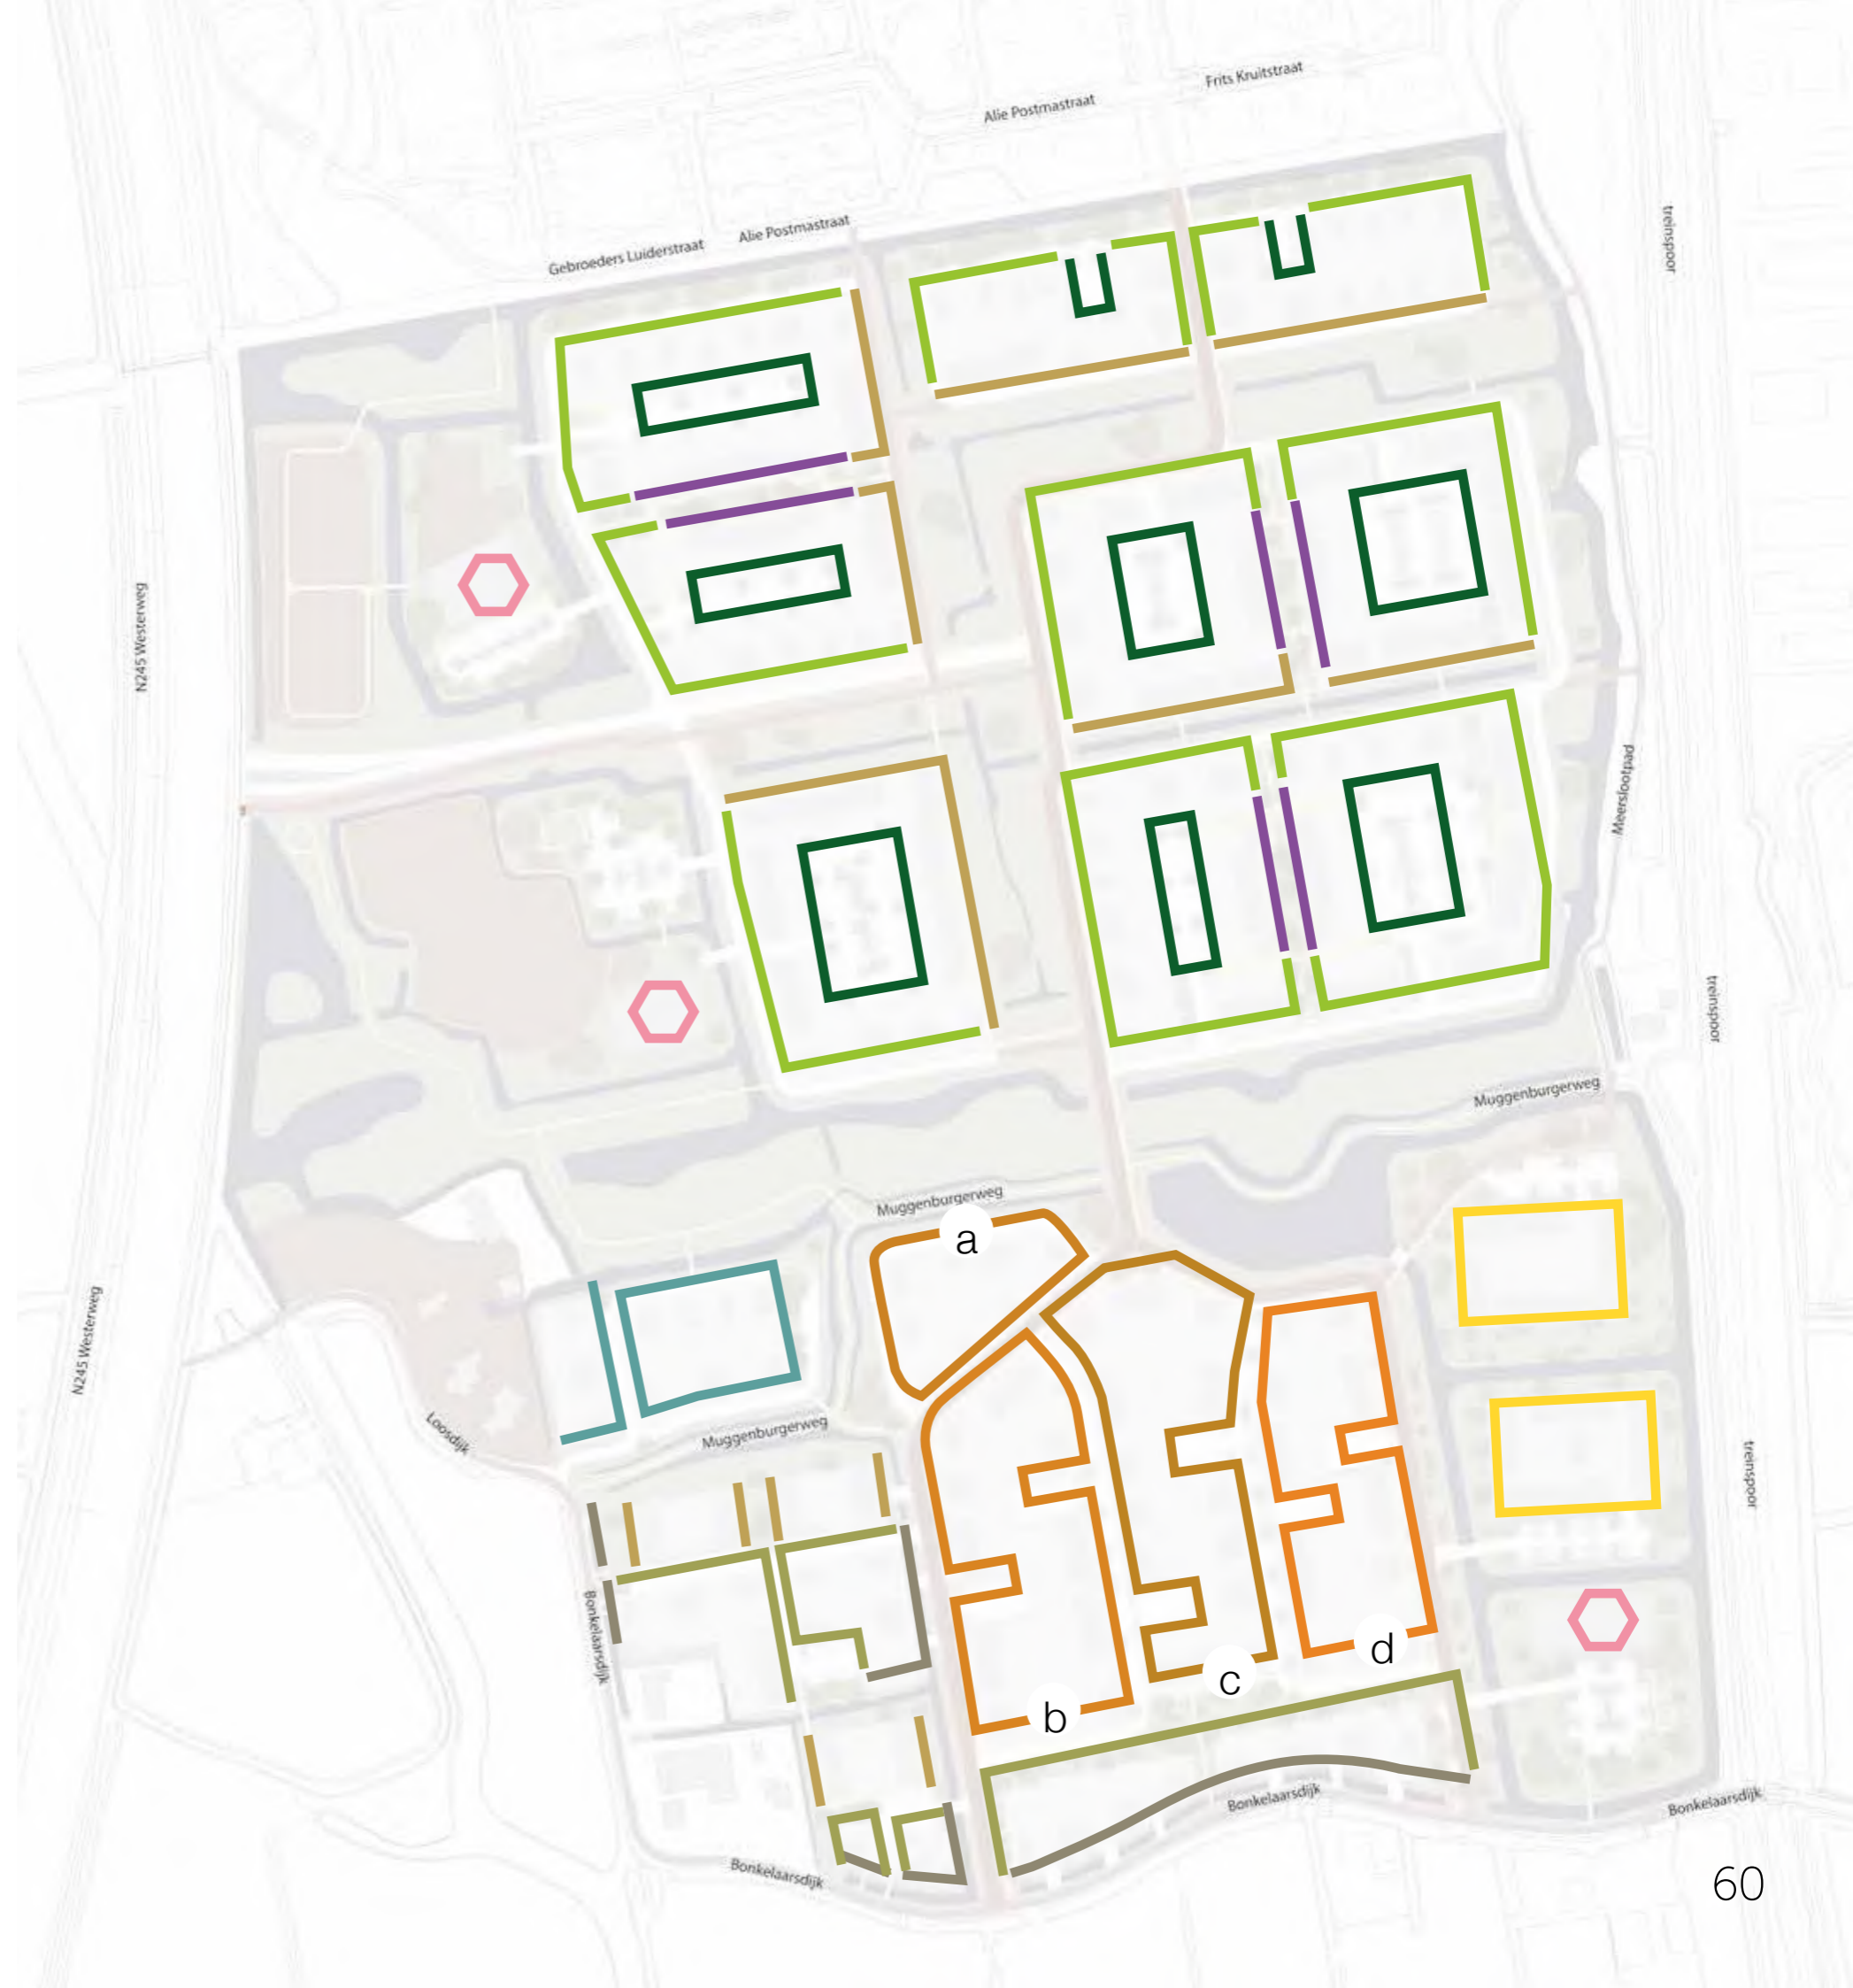 Frits Kruitstraat
Alie Postmastraat
treinspoor
Alie Postmastraat
Gebroeders Luiderstraat
N245 Westerweg
Meerslootpad
treinspoor
Muggenburgerweg
Muggenburgerweg
a
N245 Westerweg
Loosdijk
Muggenburgerweg
treinspoor
Bonkelaarsdijk
d
c
b
Bonkelaarsdijk
Bonkelaarsdijk
Bonkelaarsdijk
60